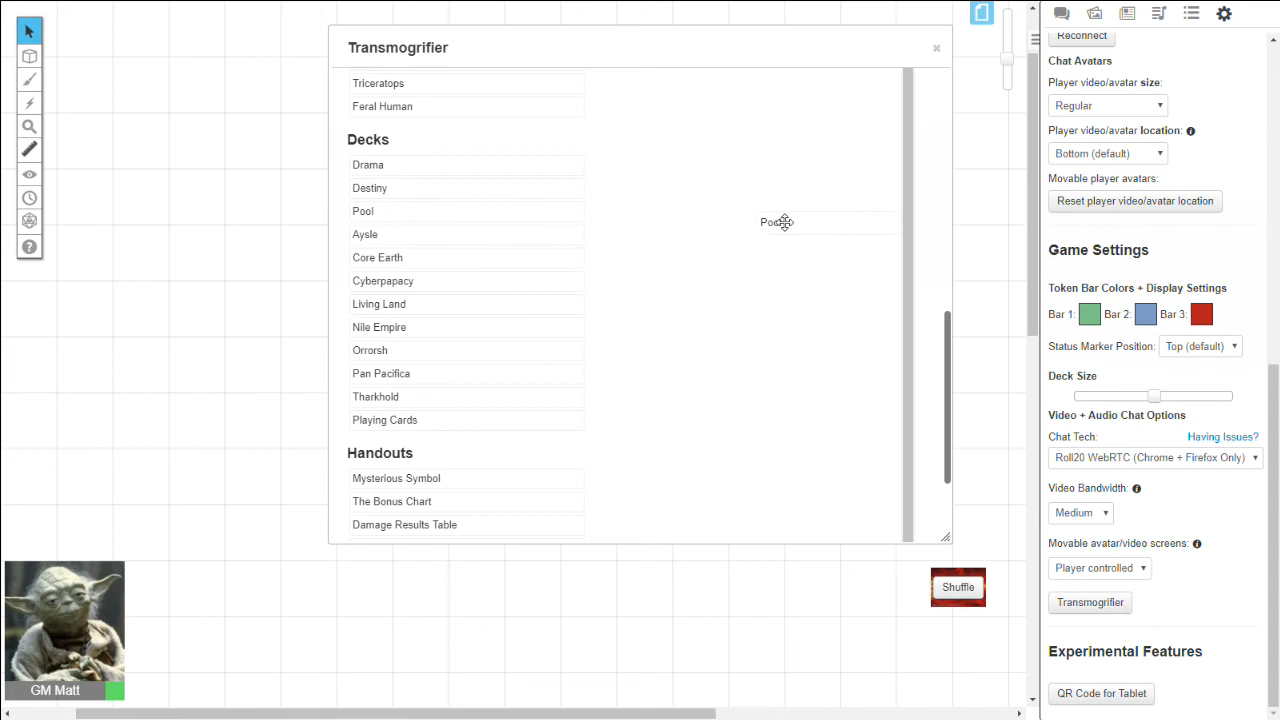 Transmogrifier
×
Triceratops
Feral Human
Decks
Drama
Destiny
Pool
Aysle
Core Earth
Cyberpapacy
Living Land
Nile Empire
Orrorsh
Pan Pacifica
Tharkhold
Playing Cards
Handouts
Mysterious Symbol
The Bonus Chart
Damage Results Table
Shuffle
GM Matt
Reconnect
Chat Avatars
Player video/avatar size:
Regular
Player video/avatar location:
Bottom (default)
Movable player avatars:
Reset player video/avatar location
Game Settings
Token Bar Colors + Display Settings
Bar 1: Bar 2: Bar 3:
Status Marker Position: Top (default)
Deck Size
Video + Audio Chat Options
Chat Tech: Having Issues?
Roll20 WebRTC (Chrome + Firefox Only)
Video Bandwidth:
Medium
Movable avatar/video screens:
Player controlled
Transmogrifier
Experimental Features
QR Code for Tablet